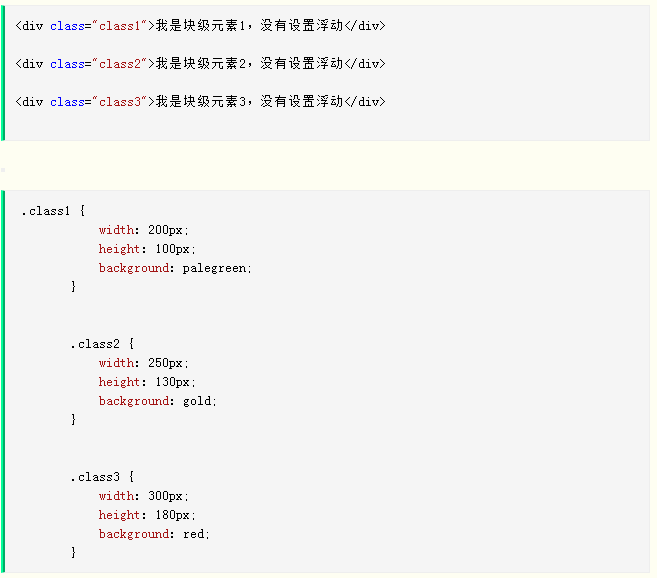 <div class="class1">我是块级元素1，没有设置浮动</div>
<div class="class2">我是块级元素2，没有设置浮动</div>
<div class="class3">我是块级元素3，没有设置浮动</div>
.class1 {
width: 200px;
height: 100px;
background: palegreen;
}
.class2 {
width: 250px;
height: 130px;
background: gold;
}
.class3 {
width: 300px;
height: 180px;
background: red;
}